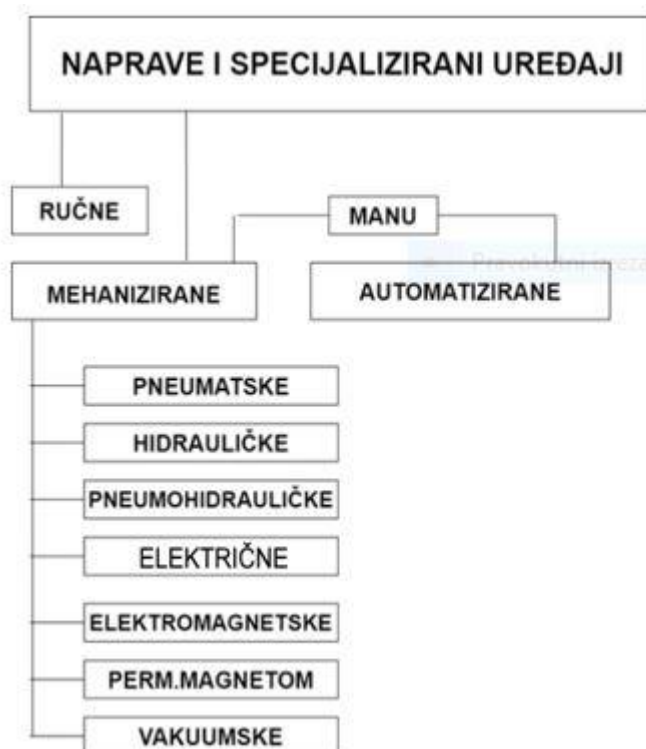 NAPRAVE I SPECIJALIZIRANI UREĐAJI
RUČNE
MANU
MEHANIZIRANE
AUTOMATIZIRANE
PNEUMATSKE
HIDRAULIČKE
PNEUMOHIDRAULIČKE
ELEKTRIČNE
ELEKTROMAGNETSKE
PERM.MAGNETOM
VAKUUMSKE